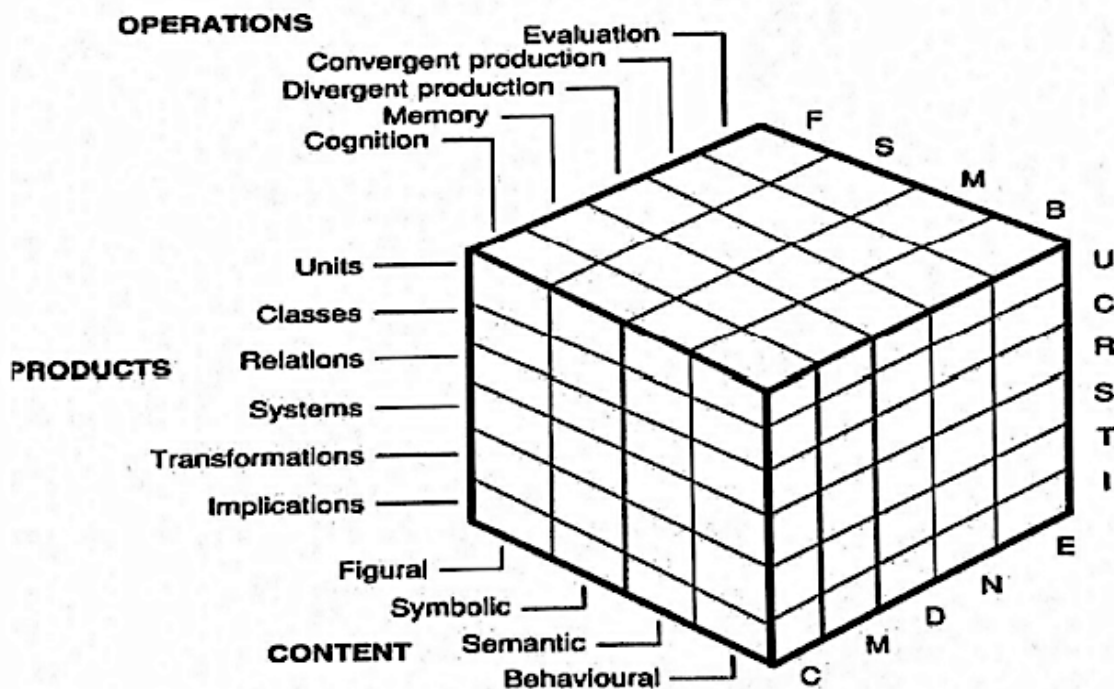 OPERATIONS
Evaluation
Convergent production
Divergent production
Memory
Cognition
F
S
M
B
Units
Classes
Relations
Systems
Transformations
Implications
PRODUCTS
U
C
R
S
T
I
Figural
Symbolic
Semantic
Behavioural
CONTENT
C
M
D
N
E